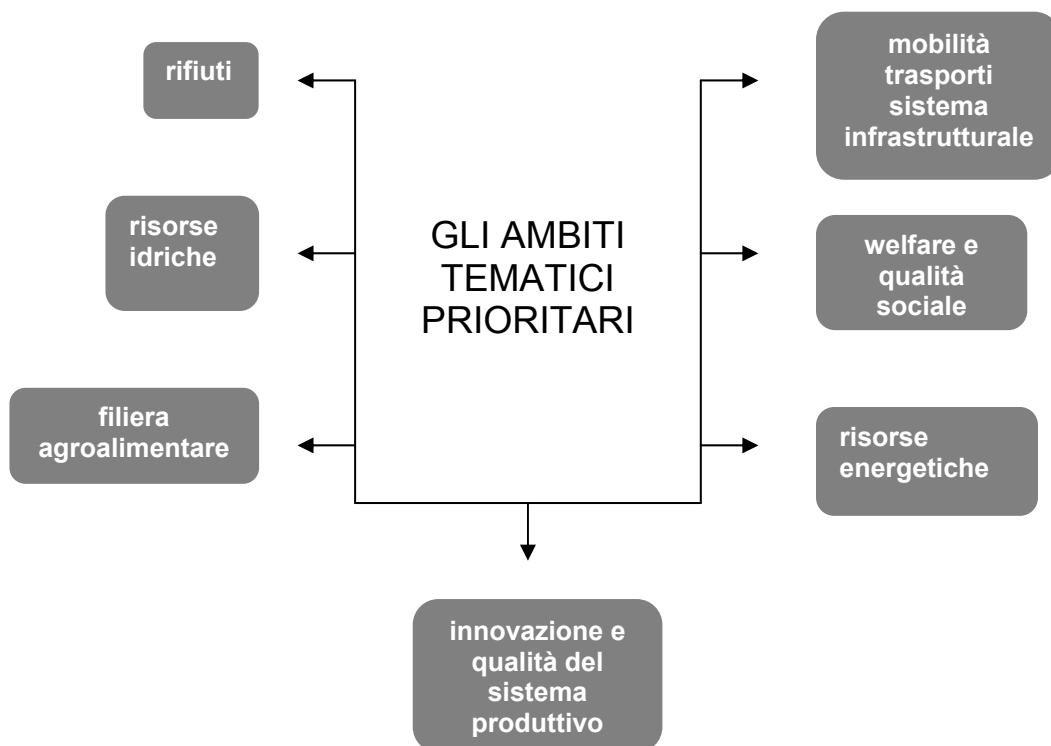 rifiuti
risorse
idriche
filiera
agroalimentare
GLI AMBITI
TEMATICI
PRIORITARI
mobilità
trasporti
sistema
infrastrutturale
welfare e
qualità
sociale
risorse
energetiche
innovazione e
qualità del
sistema
produttivo